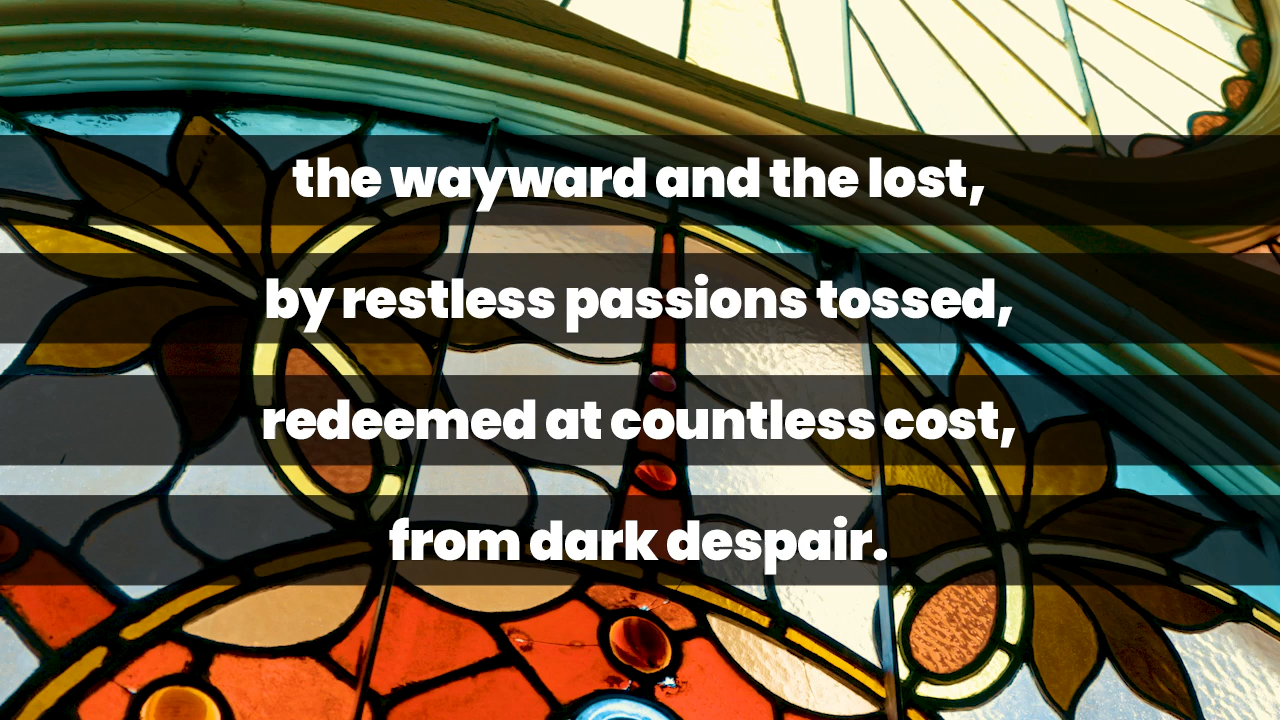 the wayward and the lost,
by restless passions tossed,
redeemed at countless cost,
from dark despair.